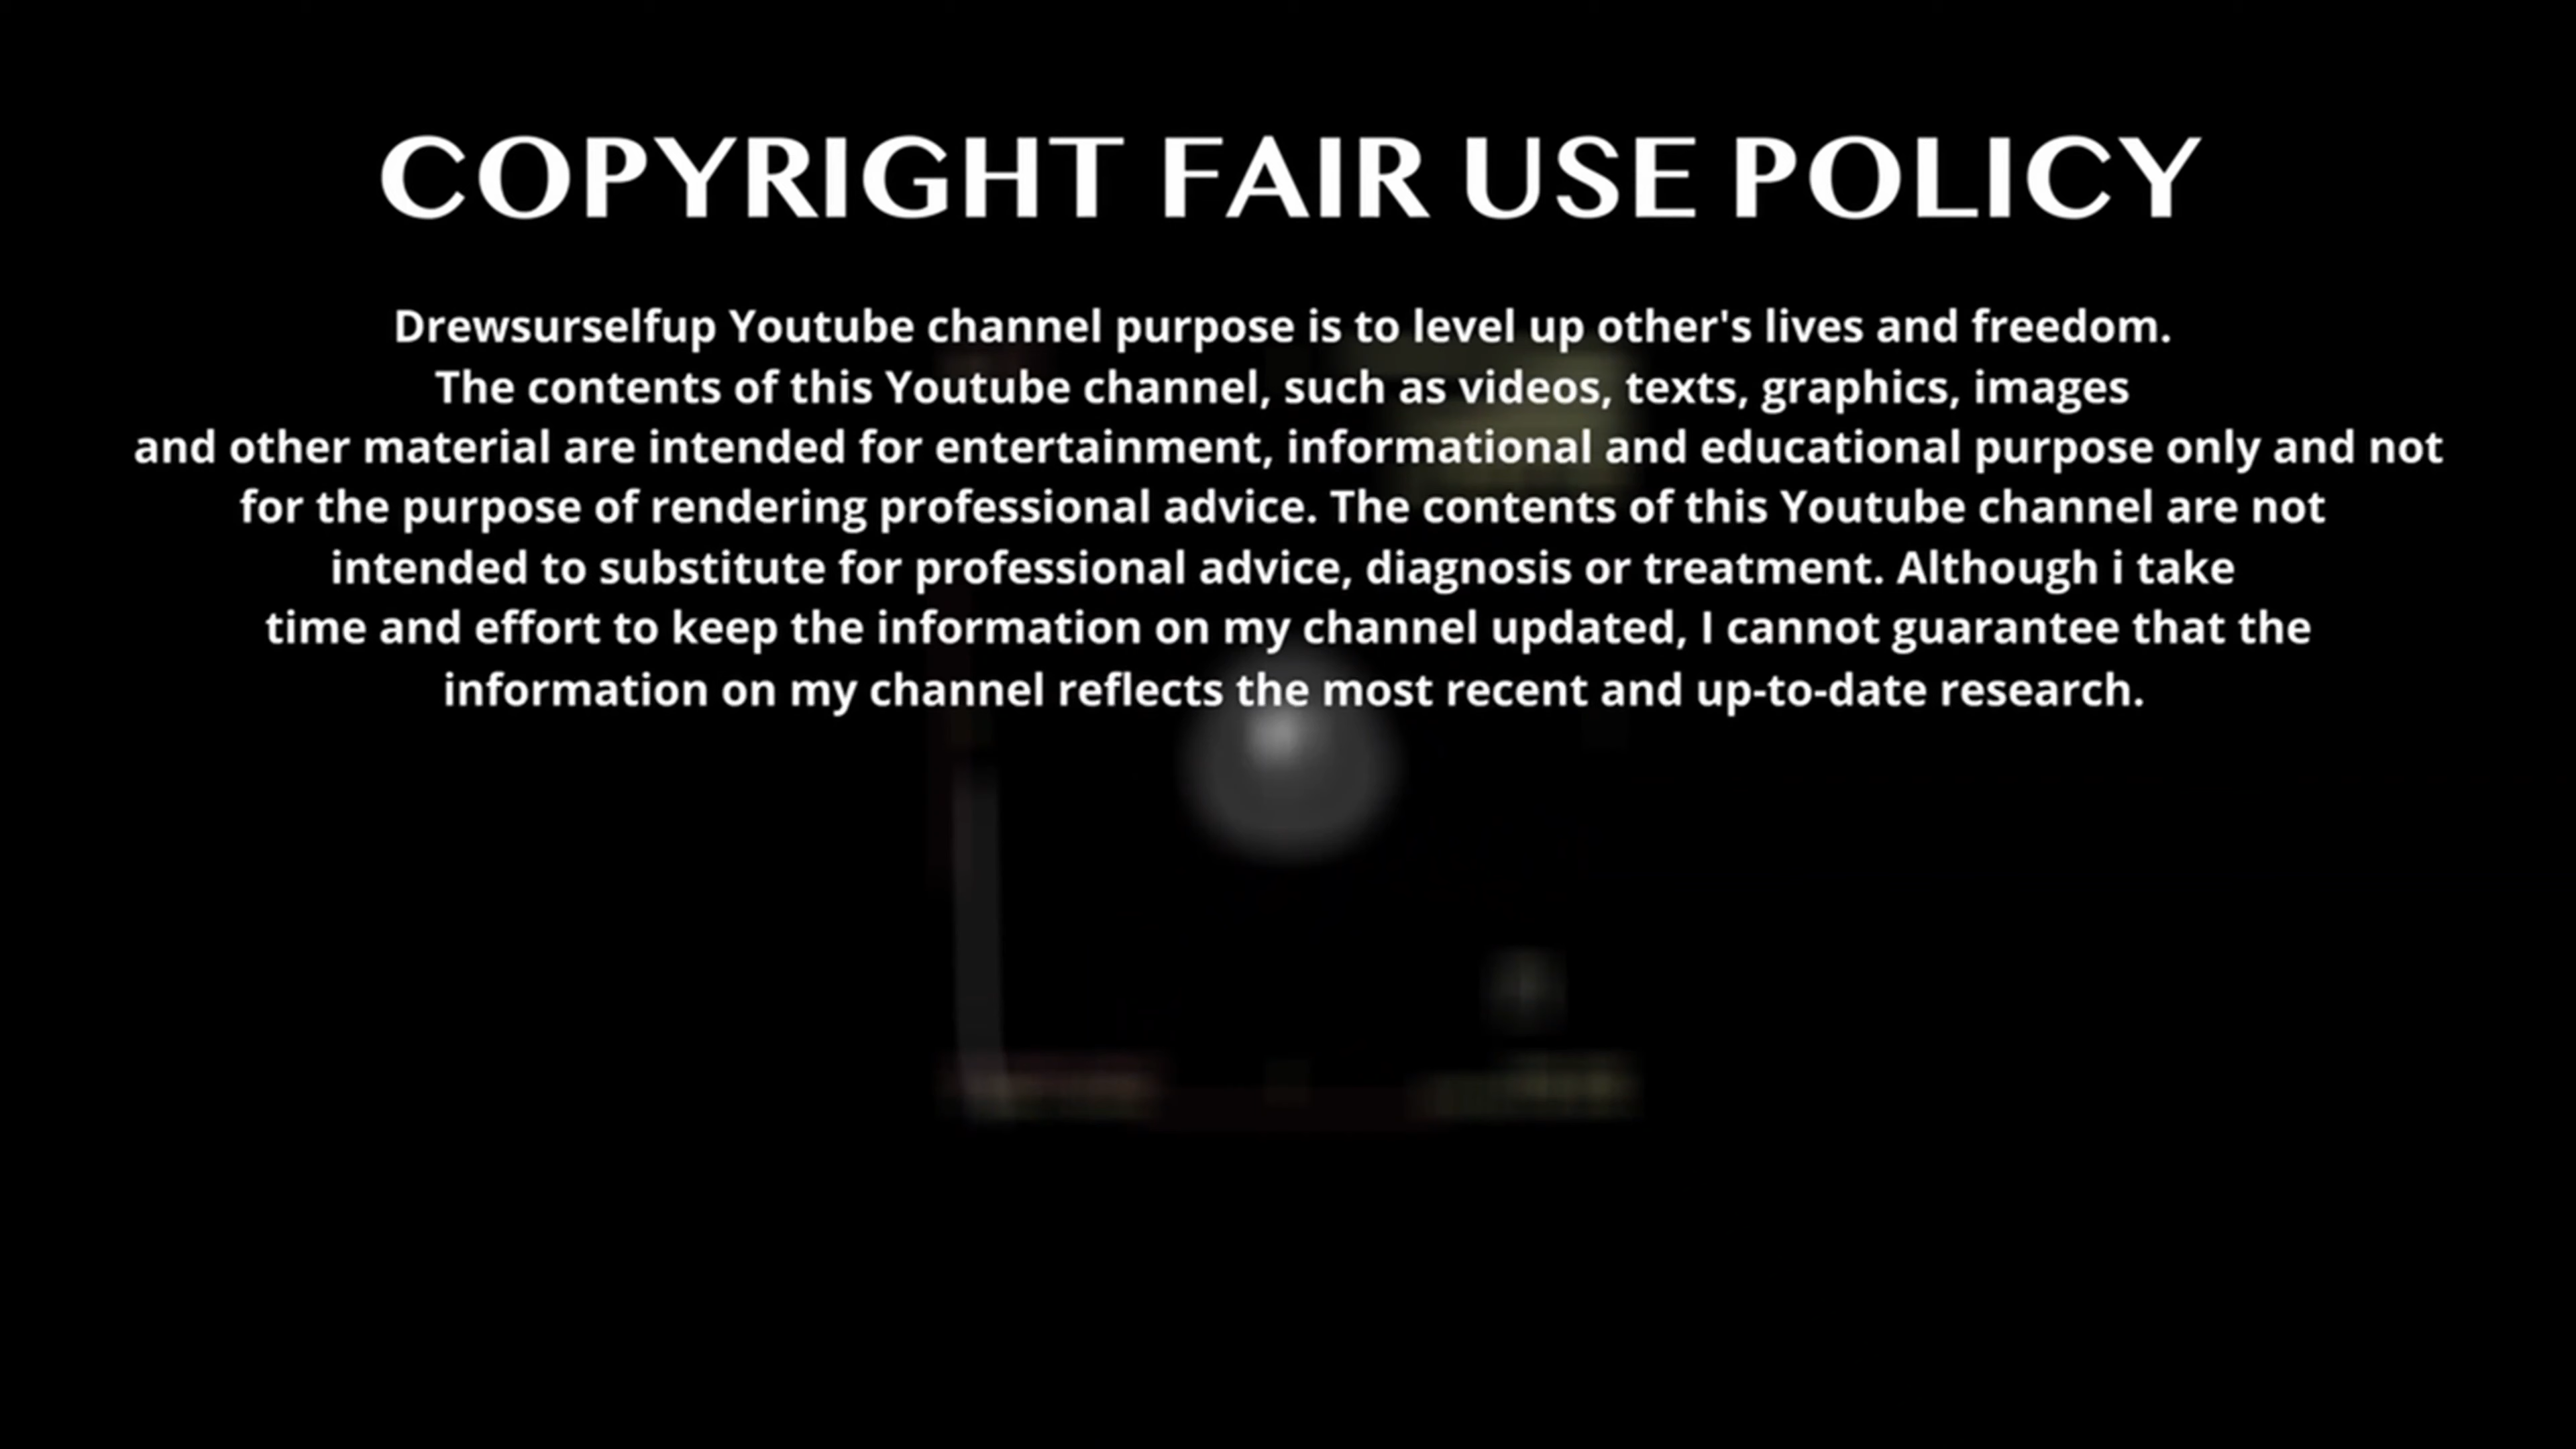 COPYRIGHT FAIR USE POLICY
Drewsurselfup Youtube channel purpose is to level up other's lives and freedom.
The contents of this Youtube channel, such as videos, texts, graphics, images
and other material are intended for entertainment, informational and educational purpose only and not
for the purpose of rendering professional advice. The contents of this Youtube channel are not
intended to substitute for professional advice, diagnosis or treatment. Although i take
time and effort to keep the information on my channel updated, I cannot guarantee that the
information on my channel reflects the most recent and up-to-date research.